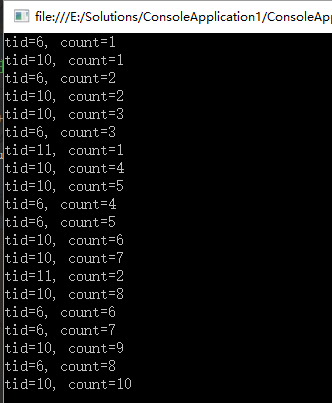 file:///E:/Solutions/ConsoleApplication1/ConsoleApp
tid=6, count=1
tid=10, count=1
tid=6, count=2
tid=10, count=2
tid=10, count=3
tid=6, count=3
tid=11, count=1
tid=10, count=4
tid=10, count=5
tid=6, count=4
tid=6, count=5
tid=10, count=6
tid=10, count=7
tid=11, count=2
tid=10, count=8
tid=6, count=6
tid=6, count=7
tid=10, count=9
tid=6, count=8
tid=10, count=10